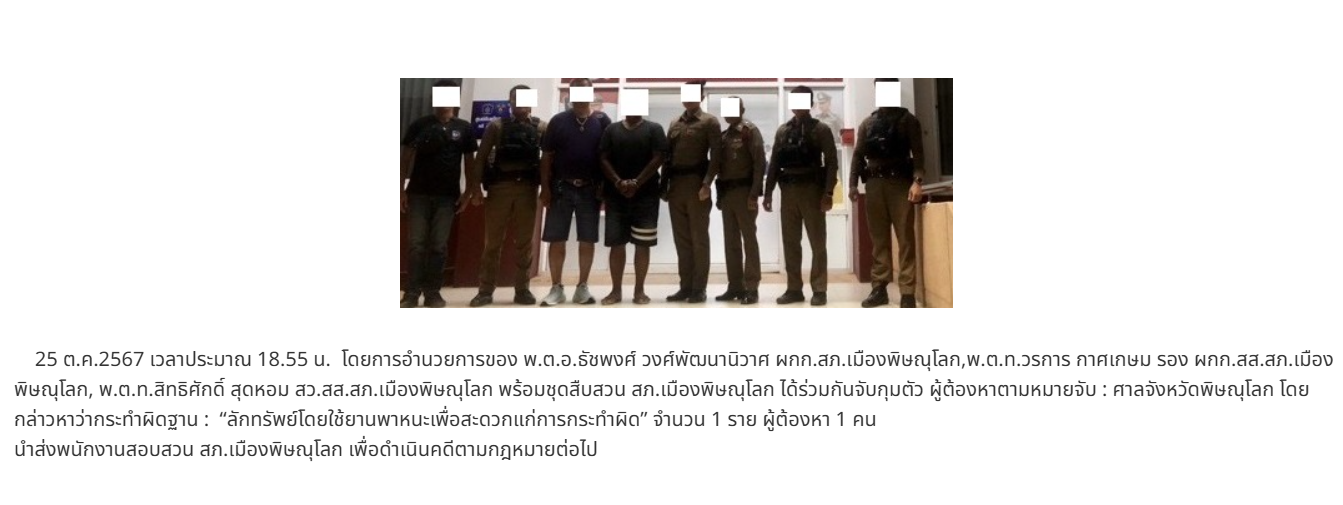 25 ต.ค.2567 เวลาประมาณ 18.55 น. โดยการอำนวยการของ พ.ต.อ.ธัชพงศ์ วงศ์พัฒนานิวาศ ผกก.สภ.เมืองพิษณุโลก,พ.ต.ท.วรการ กาศเกษม รอง ผกก.สส.สภ.เมือง
พิษณุโลก, พ.ต.ท.สิทธิศักดิ์ สุดหอม สว.สส.สภ.เมืองพิษณุโลก พร้อมชุดสืบสวน สภ.เมืองพิษณุโลก ได้ร่วมกันจับกุมตัว ผู้ต้องหาตามหมายจับ : ศาลจังหวัดพิษณุโลก โดย
กล่าวหาว่ากระทำผิดฐาน : “ลักทรัพย์โดยใช้ยานพาหนะเพื่อสะดวกแก่การกระทำผิด” จำนวน 1 ราย ผู้ต้องหา 1 คน
นำส่งพนักงานสอบสวน สภ.เมืองพิษณุโลก เพื่อดำเนินคดีตามกฎหมายต่อไป